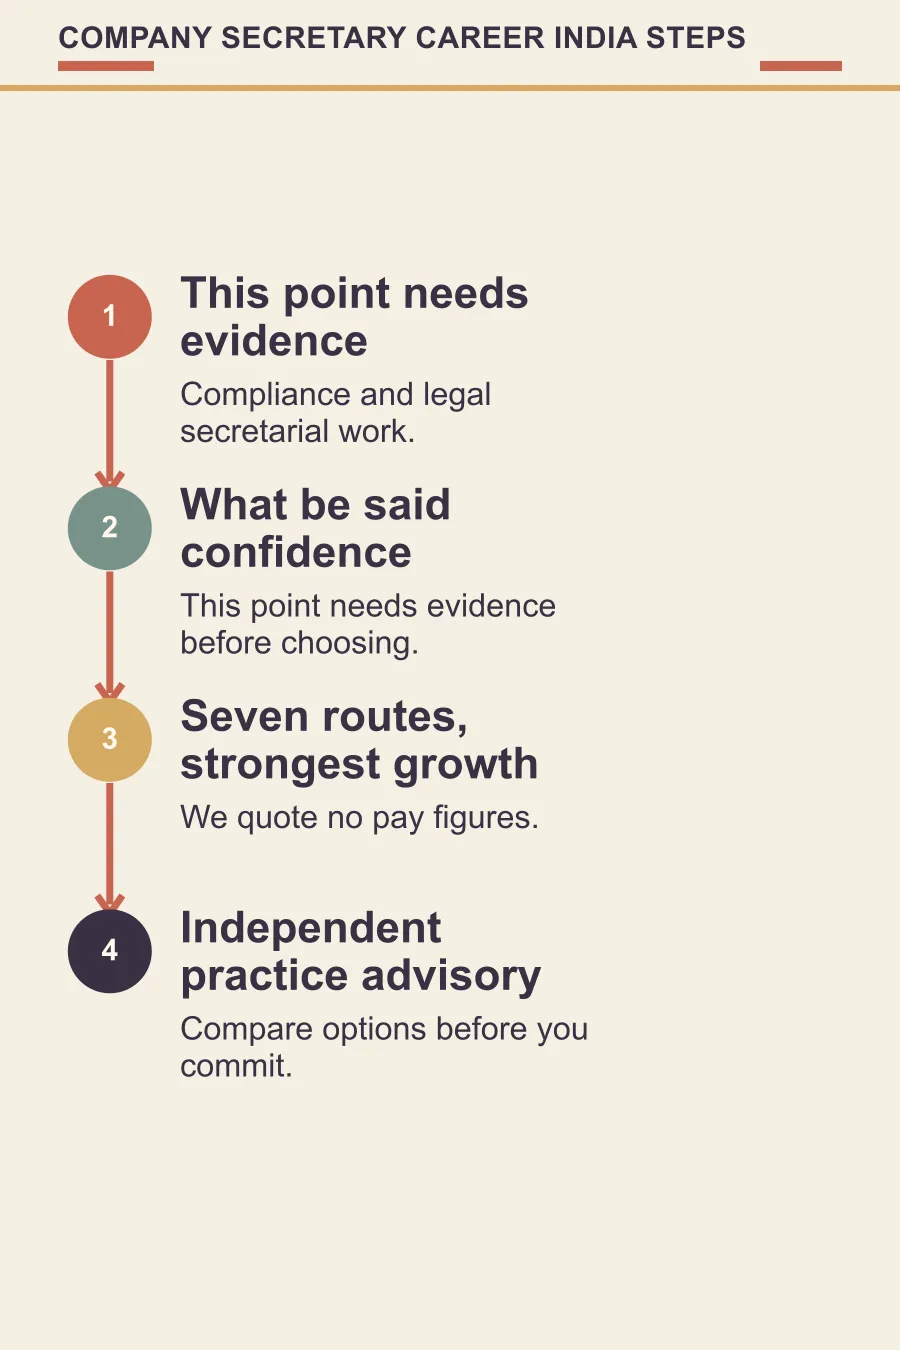 COMPANY SECRETARY CAREER INDIA STEPS
1
This point needs
evidence
Compliance and legal
secretarial work.
2
What be said
confidence
This point needs evidence
before choosing.
3
Seven routes,
strongest growth
We quote no pay figures.
4
Independent
practice advisory
Compare options before you
commit.